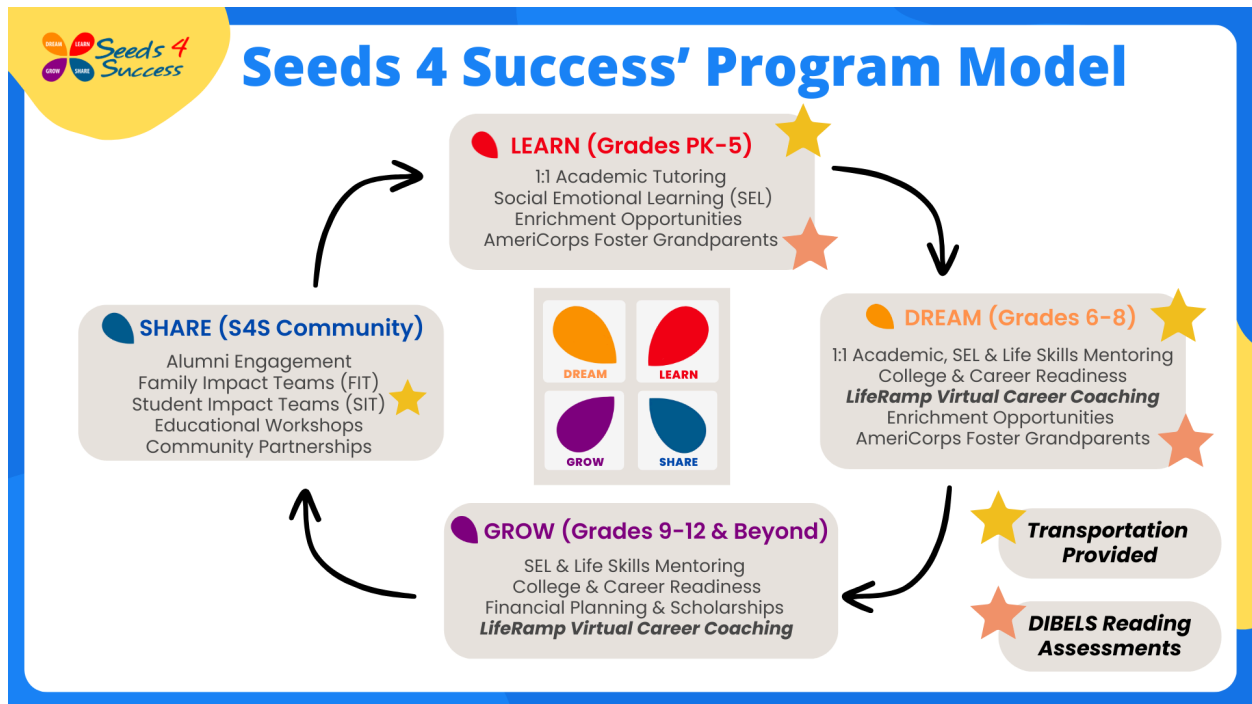 DREAM
LEARN
GROW
SHARE
Seeds 4
Success
Seeds 4 Success’ Program Model
LEARN (Grades PK-5)
1:1 Academic Tutoring
Social Emotional Learning (SEL)
Enrichment Opportunities
AmeriCorps Foster Grandparents
DREAM (Grades 6-8)
1:1 Academic, SEL & Life Skills Mentoring
College & Career Readiness
LifeRamp Virtual Career Coaching
Enrichment Opportunities
AmeriCorps Foster Grandparents
SHARE (S4S Community)
Alumni Engagement
Family Impact Teams (FIT)
Student Impact Teams (SIT)
Educational Workshops
Community Partnerships
DREAM
LEARN
GROW
SHARE
GROW (Grades 9-12 & Beyond)
SEL & Life Skills Mentoring
College & Career Readiness
Financial Planning & Scholarships
LifeRamp Virtual Career Coaching
Transportation
Provided
DIBELS Reading
Assessments